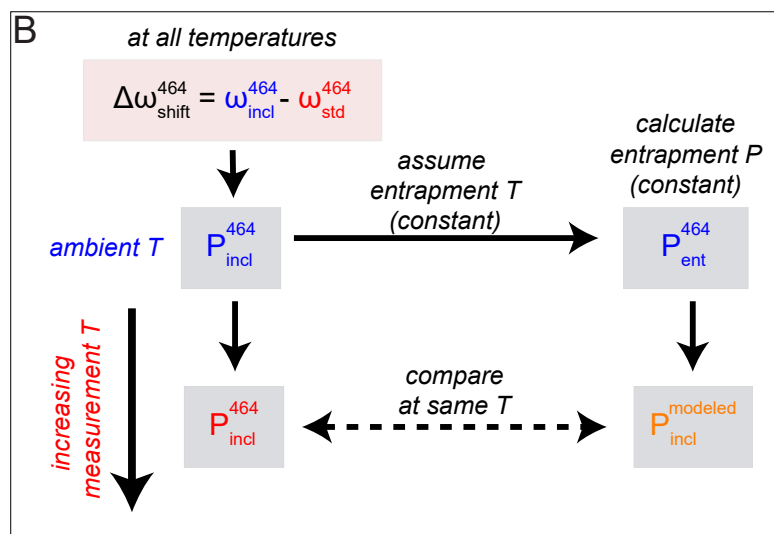 B
at all temperatures
Δω464shift = ω464incl - ω464std
calculate
entrapment P
(constant)
assume
entrapment T
(constant)
ambient T
P464incl
P464ent
increasing
measurement T
compare
at same T
P464incl
Pmodeledincl